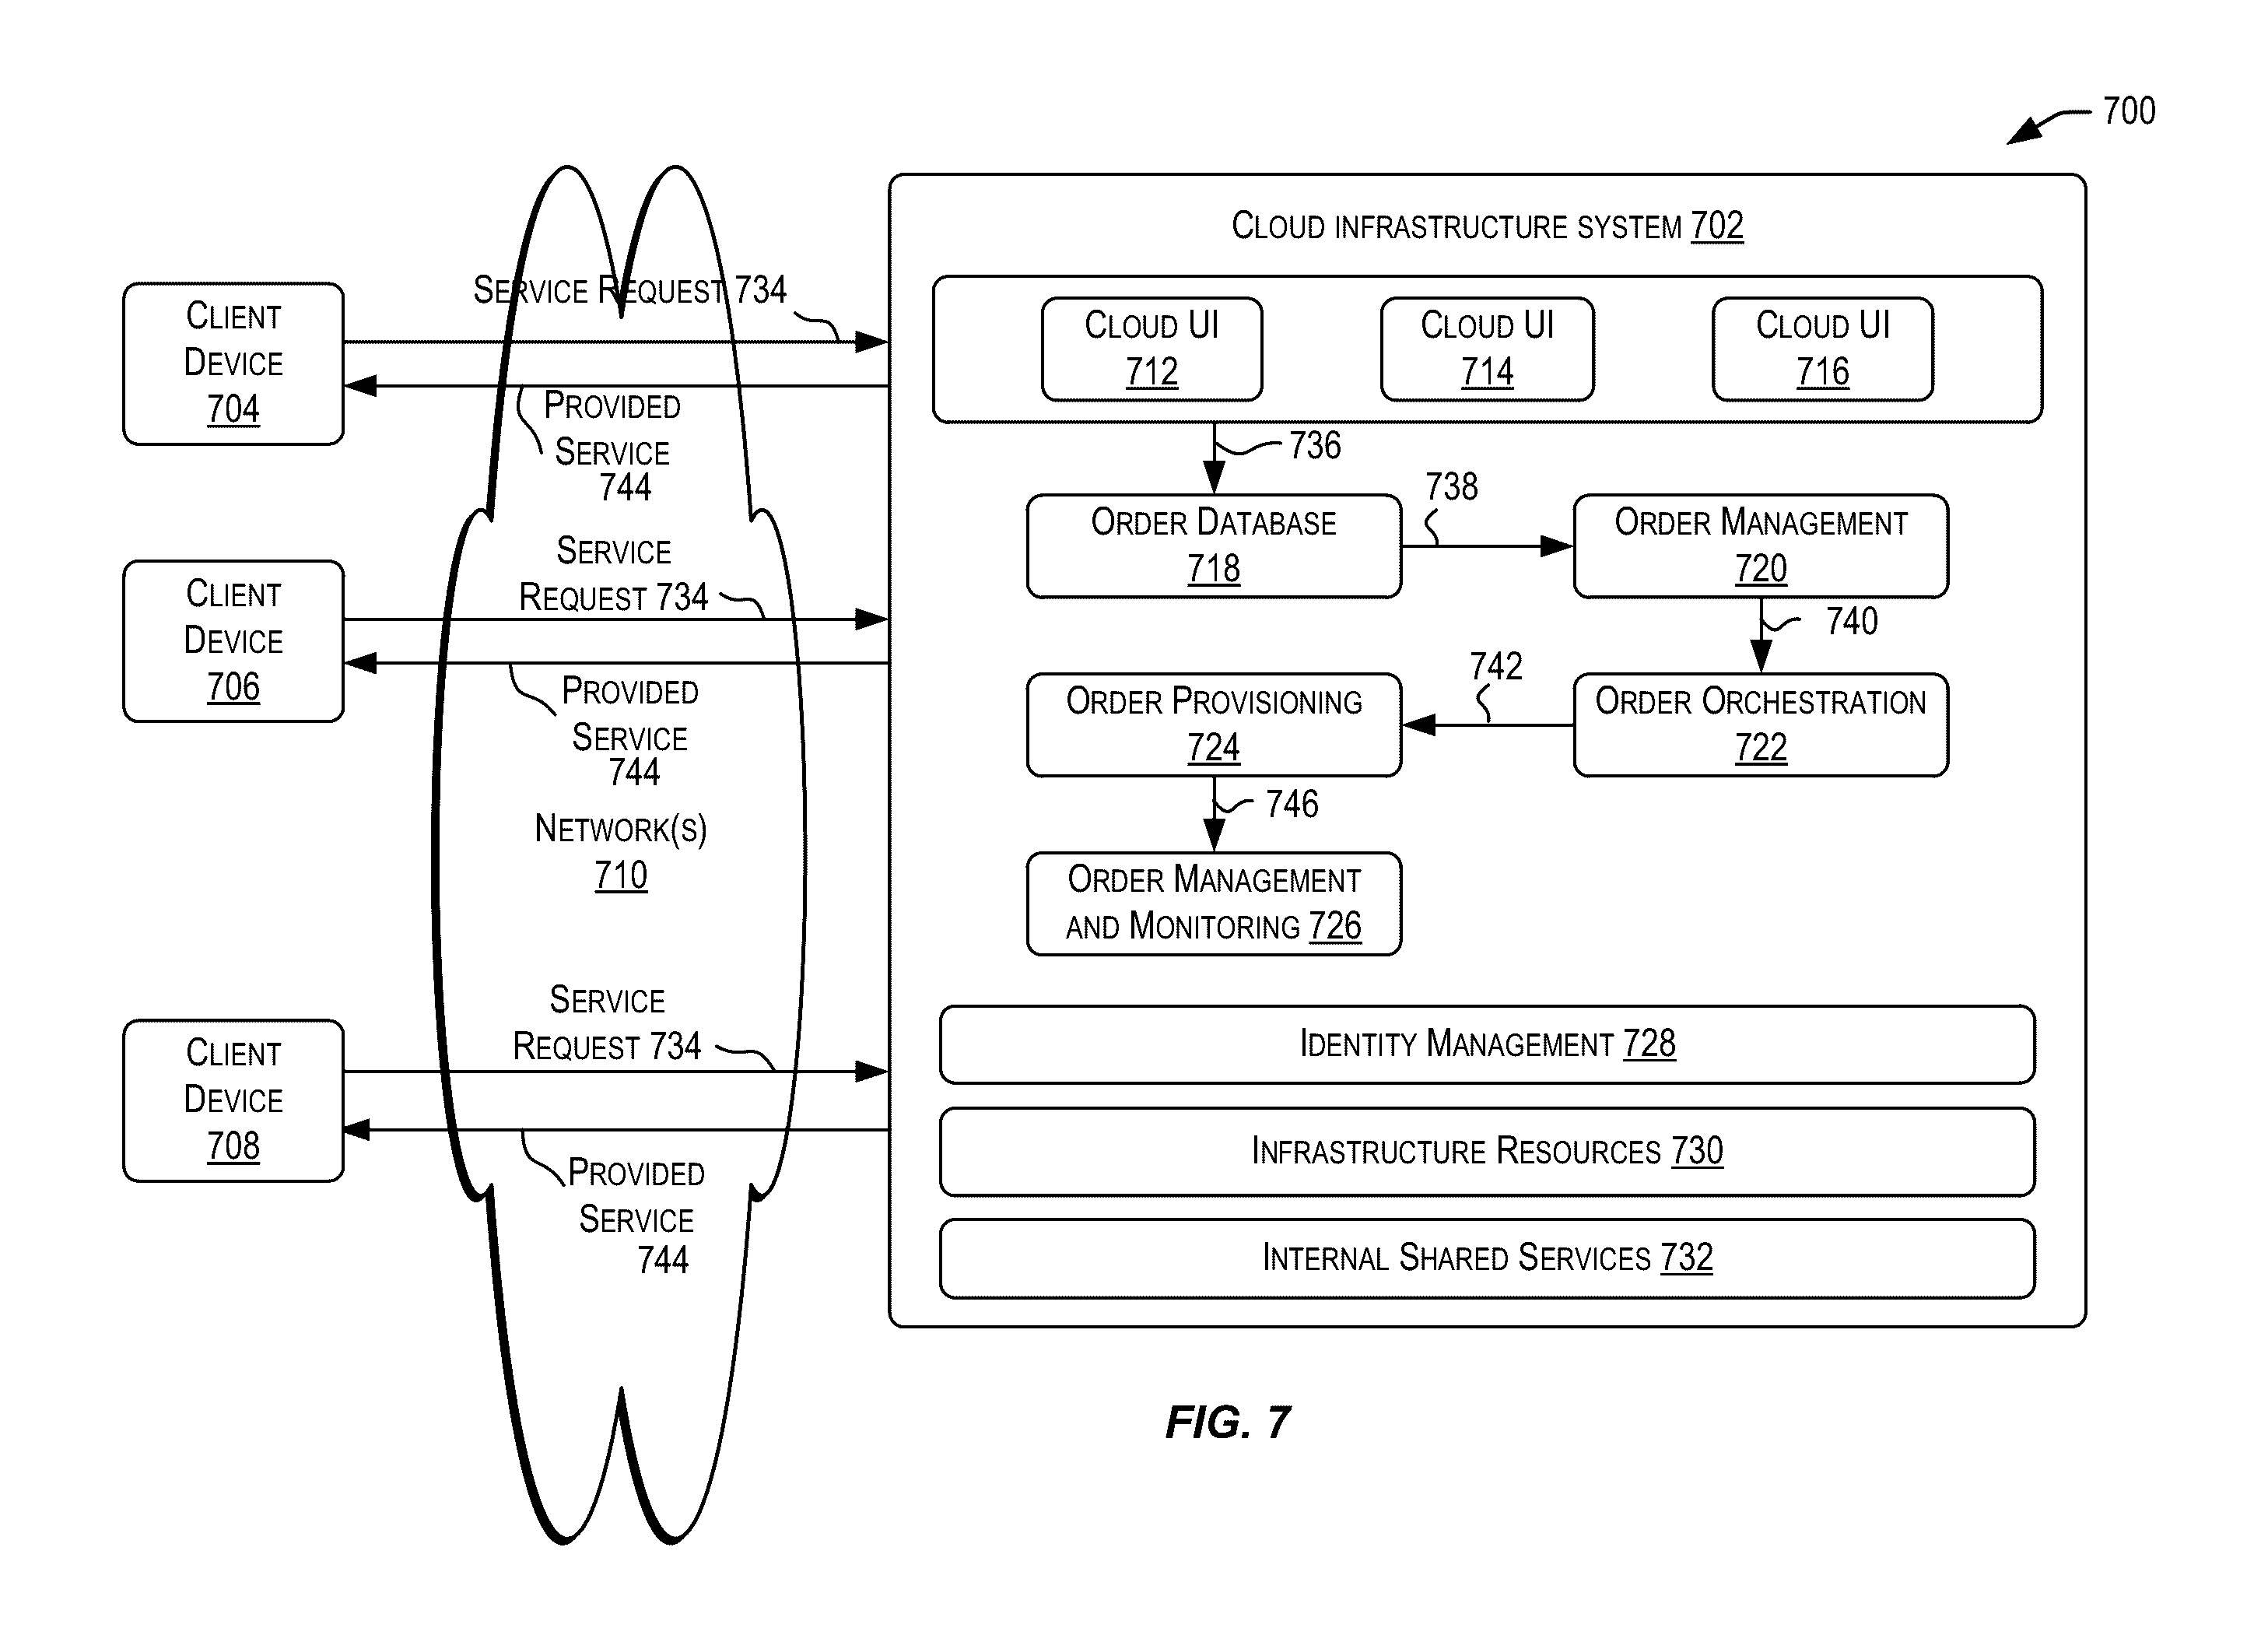 700
CLOUD INFRASTRUCTURE SYSTEM 702
CLOUD UI
712
CLOUD UI
714
CLOUD UI
716
736
ORDER DATABASE
718
738
ORDER MANAGEMENT
720
740
ORDER ORCHESTRATION
722
742
ORDER PROVISIONING
724
746
ORDER MANAGEMENT
AND MONITORING 726
IDENTITY MANAGEMENT 728
INFRASTRUCTURE RESOURCES 730
INTERNAL SHARED SERVICES 732
CLIENT
DEVICE
704
SERVICE REQUEST 734
PROVIDED
SERVICE
744
CLIENT
DEVICE
706
SERVICE
REQUEST 734
PROVIDED
SERVICE
744
NETWORK(S)
710
CLIENT
DEVICE
708
SERVICE
REQUEST 734
PROVIDED
SERVICE
744
FIG. 7